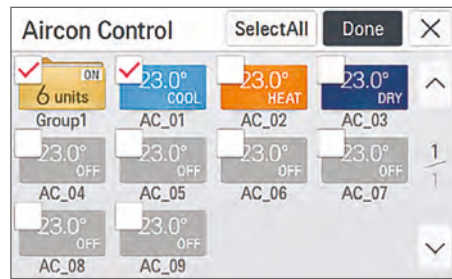 Aircon Control SelectAll Done
ON
6 units
Group1
23.0°
COOL
AC_01
23.0°
HEAT
AC_02
23.0°
DRY
AC_03
23.0°
OFF
AC_04
23.0°
OFF
AC_05
23.0°
OFF
AC_06
23.0°
OFF
AC_07
23.0°
OFF
AC_08
23.0°
OFF
AC_09
1
1